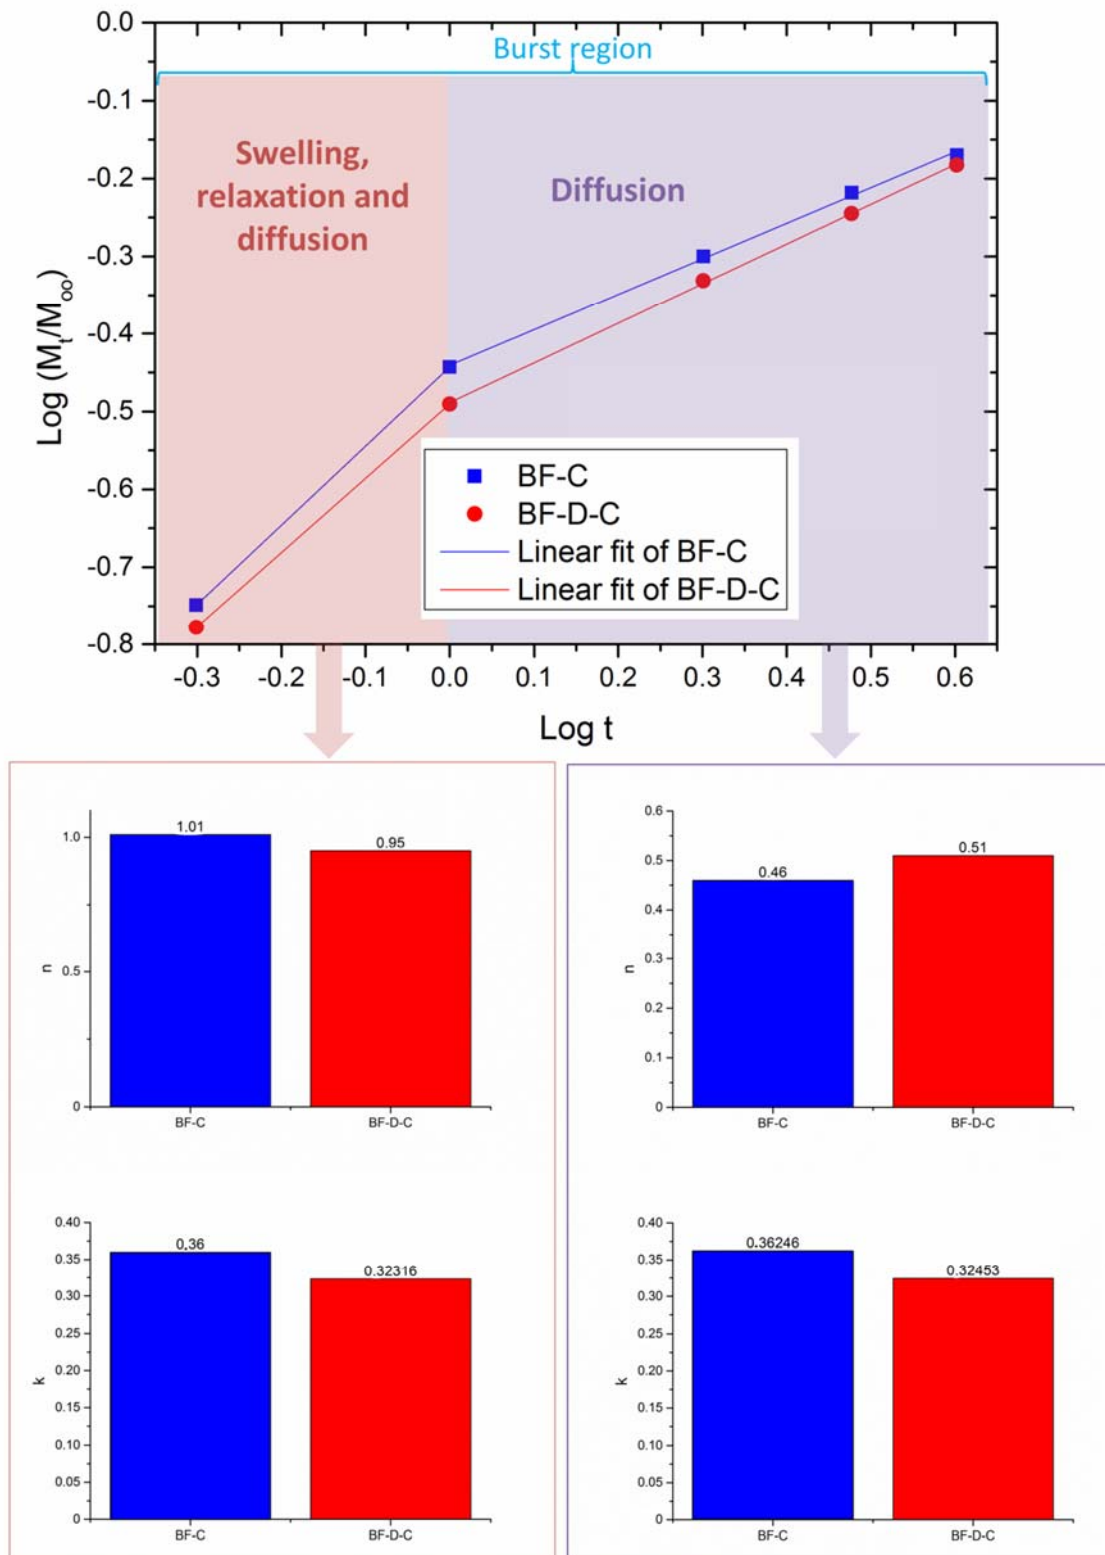 Burst region
Swelling,
relaxation and
diffusion
Diffusion
0.0
-0.1
-0.2
-0.3
-0.4
-0.5
-0.6
-0.7
-0.8
Log (Mt/Moo)
BF-C
BF-D-C
Linear fit of BF-C
Linear fit of BF-D-C
-0.3 -0.2 -0.1 0.0 0.1 0.2 0.3 0.4 0.5 0.6
Log t
1.0
0.5
0
n
1.01
0.95
BF-C BF-D-C
0.6
0.5
0.4
0.3
0.2
0.1
0
n
0.46
0.51
BF-C BF-D-C
0.40
0.35
0.30
0.25
0.20
0.15
0.10
0.05
0
k
0.36
0.32316
BF-C BF-D-C
0.40
0.35
0.30
0.25
0.20
0.15
0.10
0.05
0
k
0.36246
0.32453
BF-C BF-D-C